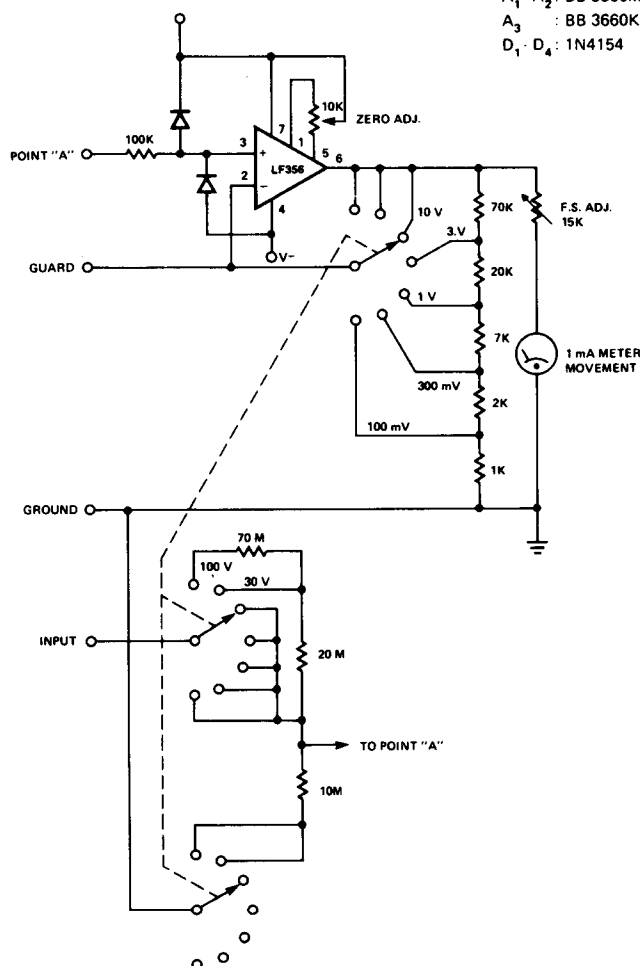 A₃ : BB 3660K
D₁ · D₄ : 1N4154
10K
ZERO ADJ.
7
1
100K
POINT "A"
3
+
5
6
LF356
2
−
4
70K
F.S. ADJ.
15K
10 V
V−
3.V
GUARD
20K
1 V
7K
1 mA METER
MOVEMENT
300 mV
2K
100 mV
1K
GROUND
70 M
100 V
30 V
INPUT
20 M
TO POINT "A"
10M